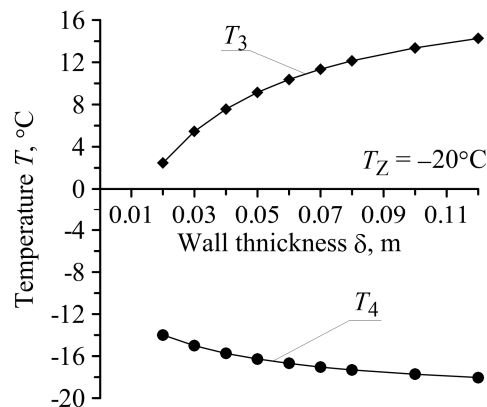 16
12
8
4
0
-4
-8
-12
-16
-20
Temperature T, °C
T3
TZ = –20°C
0.01 0.03 0.05 0.07 0.09 0.11
Wall thnickness δ, m
T4